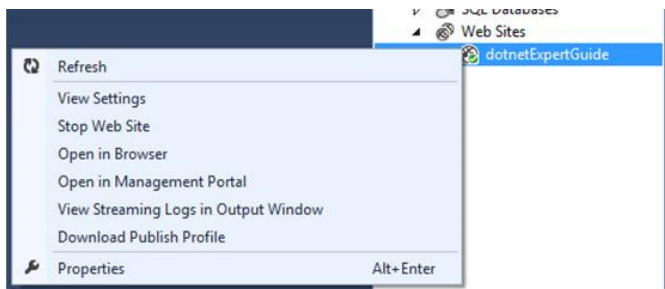 SQL Databases
Web Sites
dotnetExpertGuide
Refresh
View Settings
Stop Web Site
Open in Browser
Open in Management Portal
View Streaming Logs in Output Window
Download Publish Profile
Properties Alt+Enter